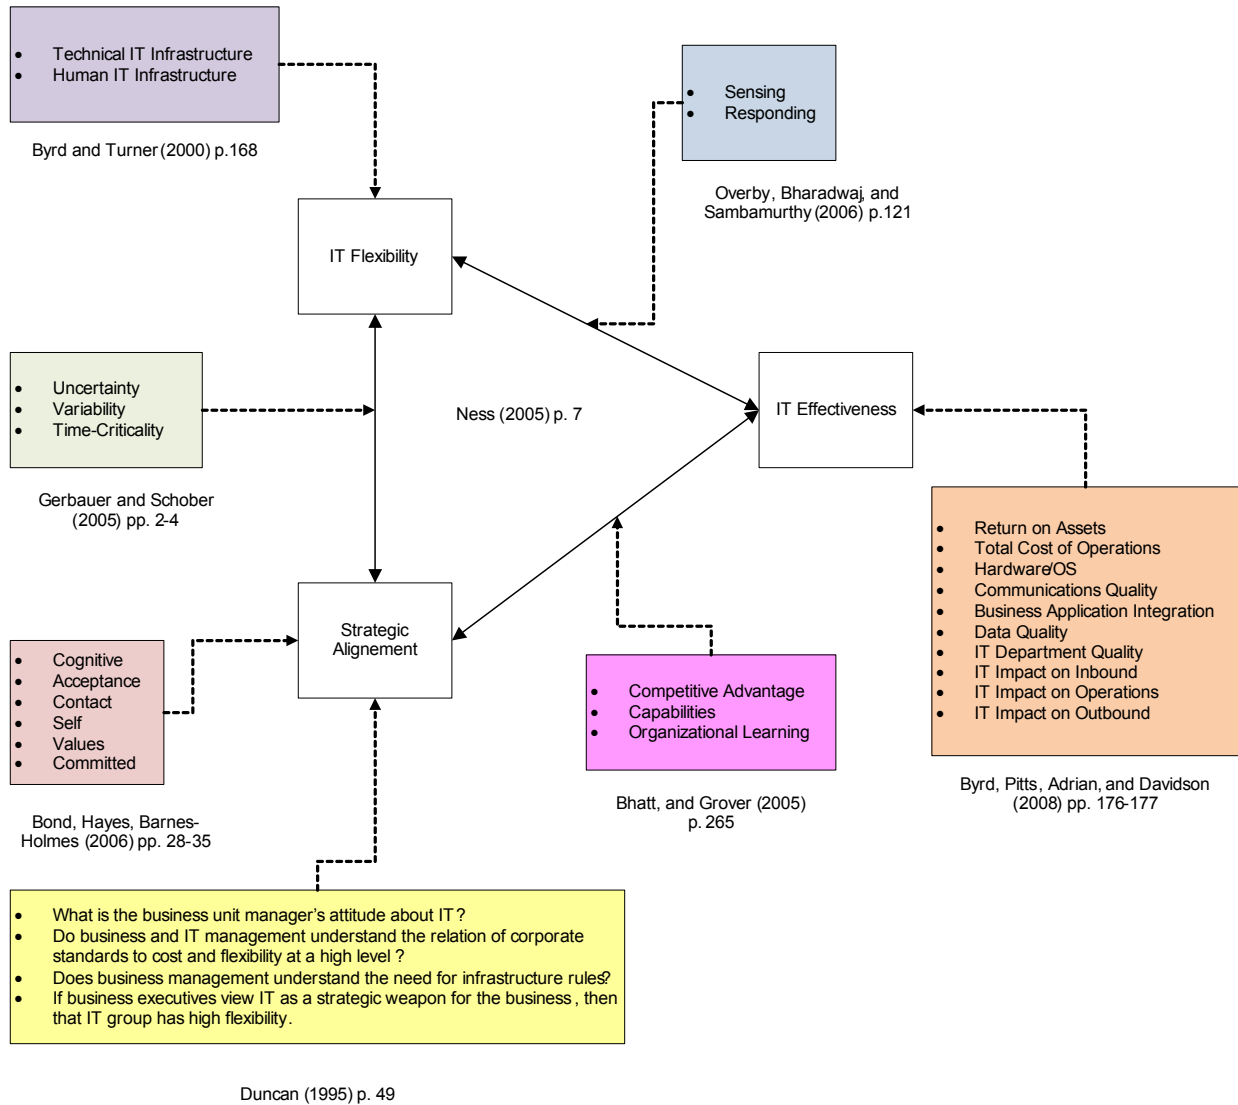 • Technical IT Infrastructure
• Human IT Infrastructure
Byrd and Turner (2000) p.168
• Sensing
• Responding
Overby, Bharadwaj, and
Sambamurthy (2006) p.121
IT Flexibility
• Uncertainty
• Variability
• Time-Criticality
Gerbauer and Schober
(2005) pp. 2-4
Ness (2005) p. 7
IT Effectiveness
• Return on Assets
• Total Cost of Operations
• Hardware/OS
• Communications Quality
• Business Application Integration
• Data Quality
• IT Department Quality
• IT Impact on Inbound
• IT Impact on Operations
• IT Impact on Outbound
Byrd, Pitts, Adrian, and Davidson
(2008) pp. 176-177
Strategic
Alignement
• Cognitive
• Acceptance
• Contact
• Self
• Values
• Committed
Bond, Hayes, Barnes-
Holmes (2006) pp. 28-35
• Competitive Advantage
• Capabilities
• Organizational Learning
Bhatt, and Grover (2005)
p. 265
• What is the business unit manager's attitude about IT?
• Do business and IT management understand the relation of corporate
standards to cost and flexibility at a high level?
• Does business management understand the need for infrastructure rules?
• If business executives view IT as a strategic weapon for the business, then
that IT group has high flexibility.
Duncan (1995) p. 49